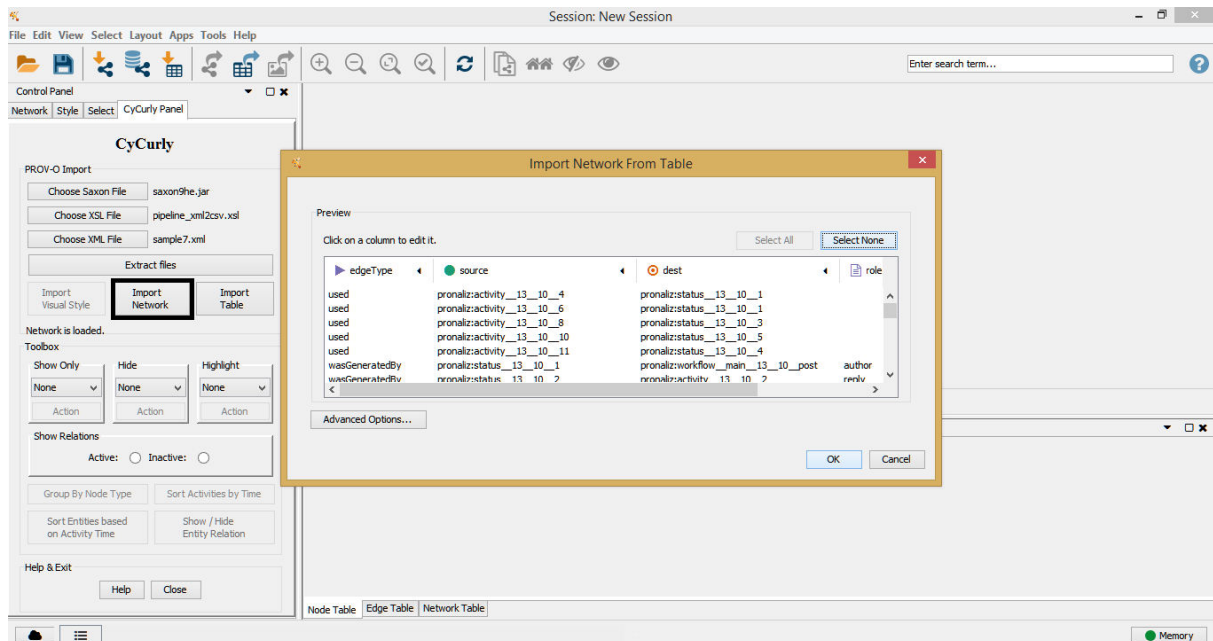 Session: New Session
File Edit View Select Layout Apps Tools Help
Enter search term...
Control Panel
Network Style Select CyCurly Panel
CyCurly
PROV-O Import
Choose Saxon File saxon9he.jar
Choose XSL File pipeline_xml2csv.xsl
Choose XML File sample7.xml
Extract files
Import Visual Style
Import Network
Import Table
Network is loaded.
Toolbox
Show Only Hide Highlight
None None None
Action Action Action
Show Relations
Active: Inactive:
Group By Node Type Sort Activities by Time
Sort Entities based on Activity Time
Show / Hide Entity Relation
Help & Exit
Help Close
Import Network From Table
Preview
Click on a column to edit it. Select All Select None
edgeType source dest role
used pronaliz:activity__13__10__4 pronaliz:status__13__10__1
used pronaliz:activity__13__10__6 pronaliz:status__13__10__1
used pronaliz:activity__13__10__8 pronaliz:status__13__10__3
used pronaliz:activity__13__10__10 pronaliz:status__13__10__5
used pronaliz:activity__13__10__11 pronaliz:status__13__10__4
wasGeneratedBy pronaliz:status__13__10__1 pronaliz:workflow__main__13__10__post author
wasGeneratedBy pronaliz:status__13__10__2 pronaliz:activity__13__10__2 reply
Advanced Options...
OK Cancel
Node Table Edge Table Network Table
Memory